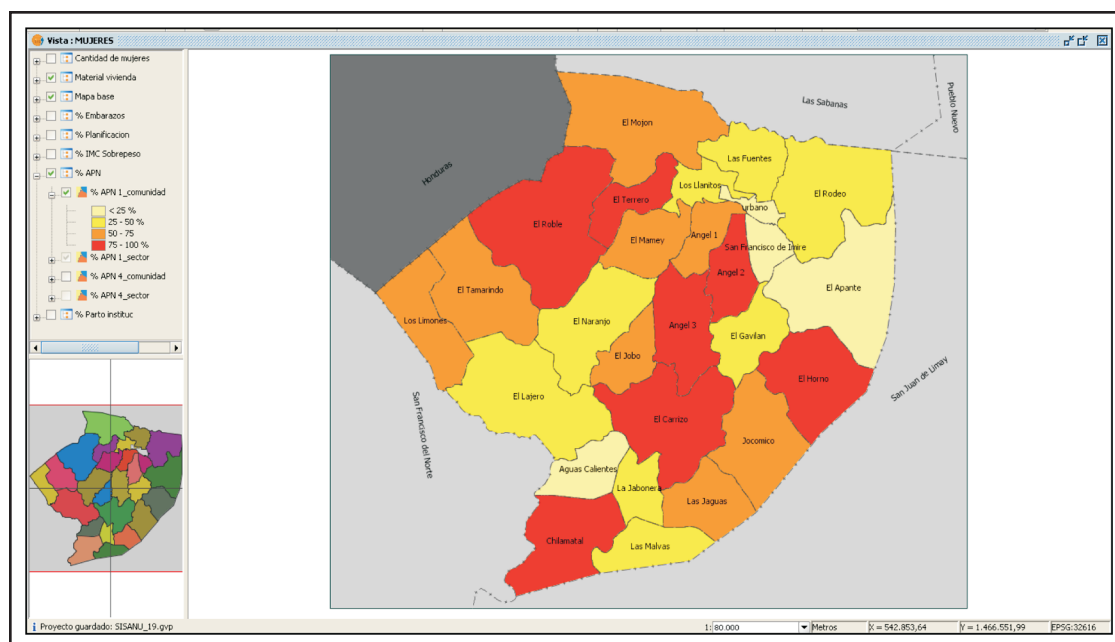 Vista : MUJERES
Cantidad de mujeres
Material vivienda
Mapa base
% Embarazos
% Planificacion
% IMC Sobrepeso
% APN
% APN 1_comunidad
< 25 %
25 - 50 %
50 - 75
75 - 100 %
% APN 1_sector
% APN 4_comunidad
% APN 4_sector
% Parto instituc
Honduras
Las Sabanas
Pueblo Nuevo
El Mojon
Las Fuentes
Los Llanitos
El Rodeo
El Terrero
urbano
El Roble
El Mamey
Angel 1
San Francisco de Imire
Angel 2
El Tamarindo
El Apante
Los Limones
El Naranjo
Angel 3
El Gavilan
El Jobo
San Juan de Limay
El Horno
El Lajero
San Francisco del Norte
El Carrizo
Jocomico
Aguas Calientes
La Jabonera
Las Jaguas
Chilamatal
Las Malvas
Proyecto guardado: SISANU_19.gvp
1: 80.000
Metros
X = 542.853,64
Y = 1.466.551,99
EPSG:32616